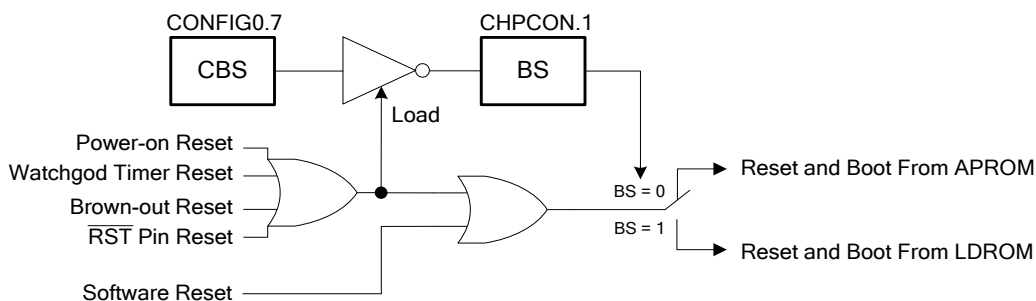 CONFIG0.7
CHPCON.1
CBS
BS
Load
Power-on Reset
Watchgod Timer Reset
Brown-out Reset
RST Pin Reset
Software Reset
BS = 0
BS = 1
Reset and Boot From APROM
Reset and Boot From LDROM